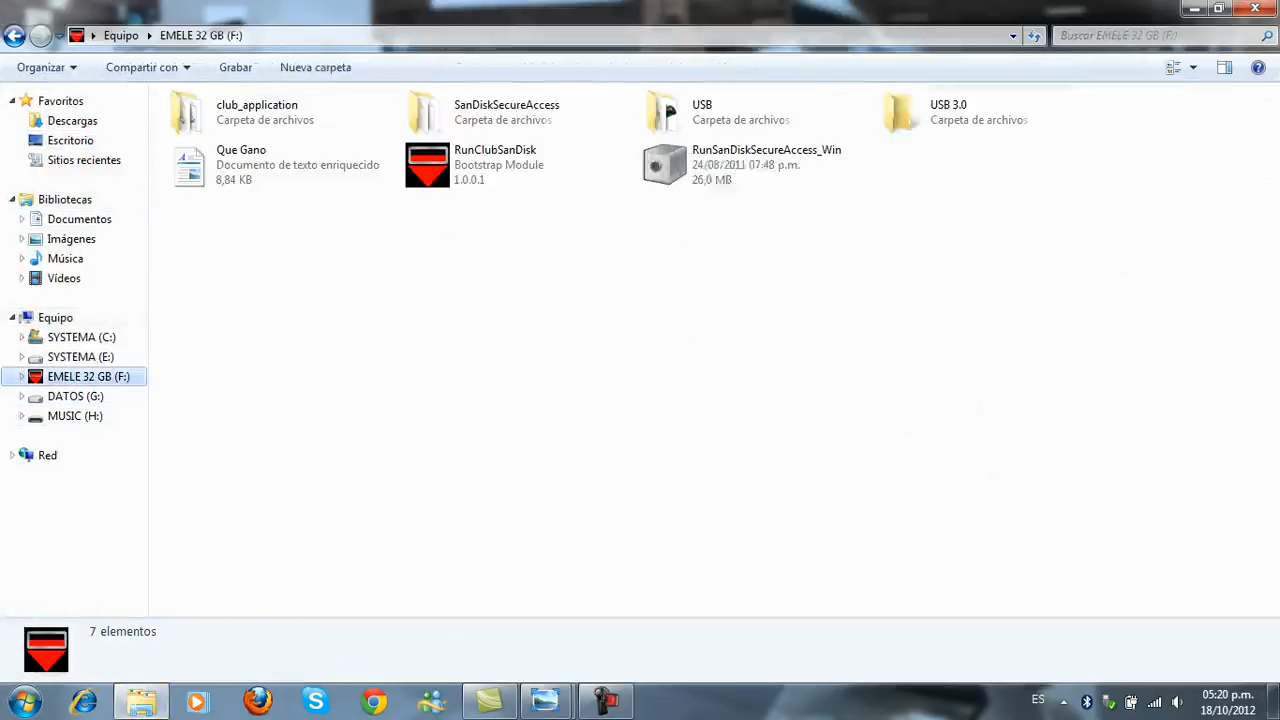 Equipo ▸ EMELE 32 GB (F:)
Buscar EMELE 32 GB (F:)
Organizar
Compartir con
Grabar
Nueva carpeta
Favoritos
Descargas
Escritorio
Sitios recientes
Bibliotecas
Documentos
Imágenes
Música
Vídeos
Equipo
SYSTEMA (C:)
SYSTEMA (E:)
EMELE 32 GB (F:)
DATOS (G:)
MUSIC (H:)
Red
club_application
Carpeta de archivos
SanDiskSecureAccess
Carpeta de archivos
USB
Carpeta de archivos
USB 3.0
Carpeta de archivos
Que Gano
Documento de texto enriquecido
8,84 KB
RunClubSanDisk
Bootstrap Module
1.0.0.1
RunSanDiskSecureAccess_Win
24/08/2011 07:48 p.m.
26,0 MB
7 elementos
ES
05:20 p.m.
18/10/2012